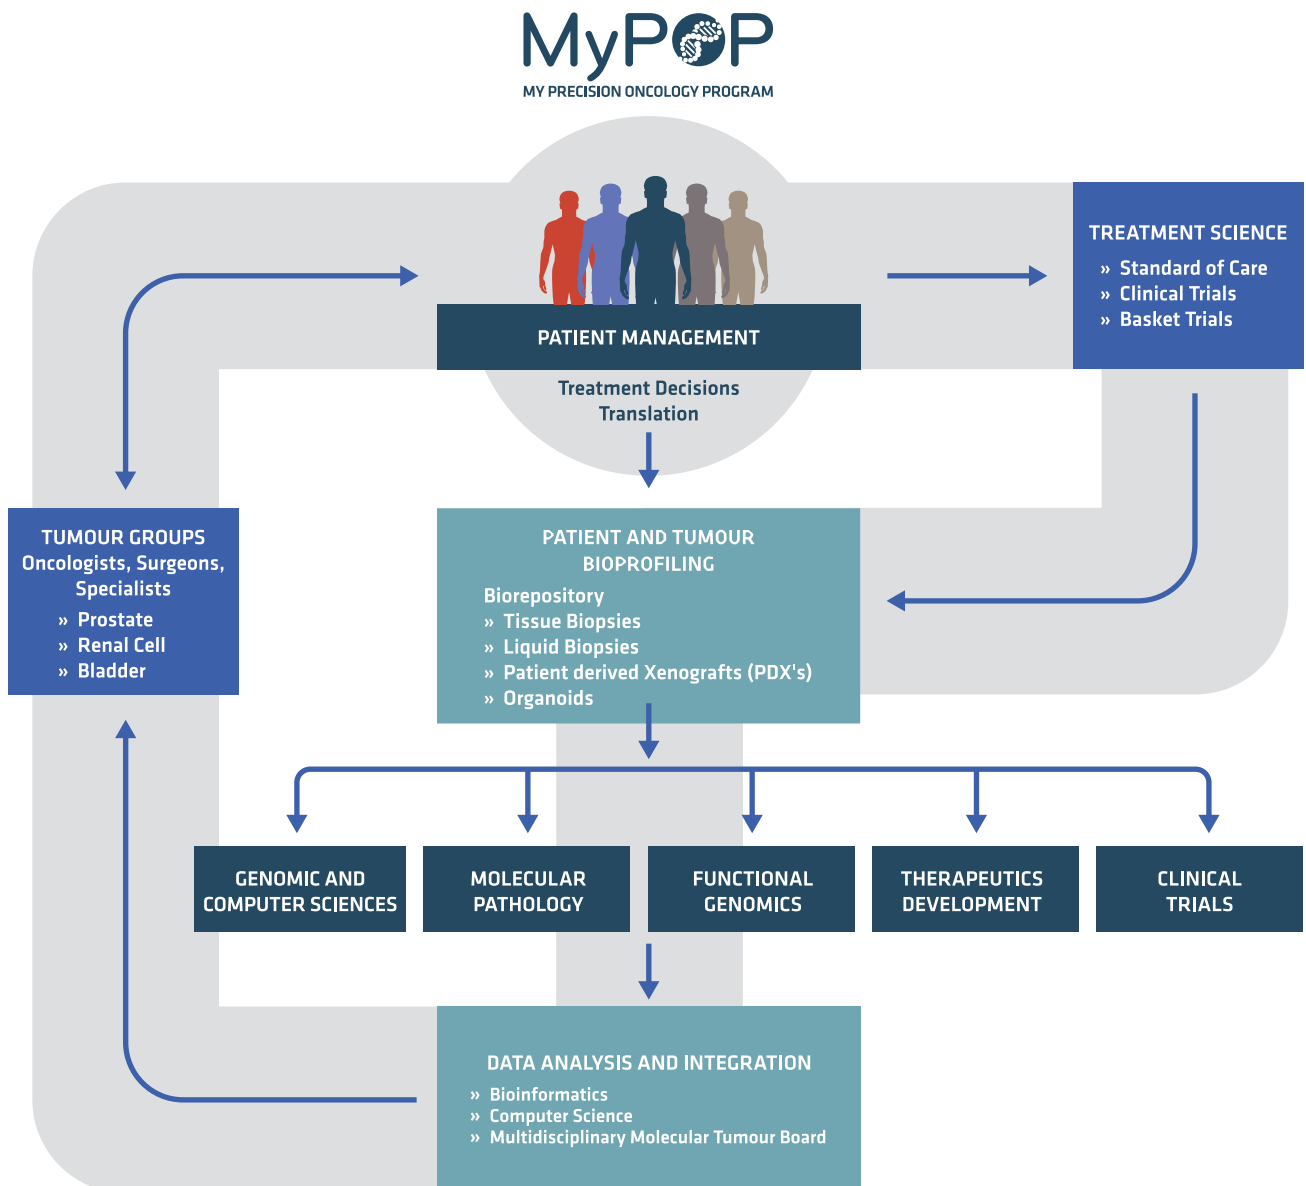 MyPOP
MY PRECISION ONCOLOGY PROGRAM
PATIENT MANAGEMENT
Treatment Decisions
Translation
TREATMENT SCIENCE
» Standard of Care
» Clinical Trials
» Basket Trials
TUMOUR GROUPS
Oncologists, Surgeons,
Specialists
» Prostate
» Renal Cell
» Bladder
PATIENT AND TUMOUR
BIOPROFILING
Biorepository
» Tissue Biopsies
» Liquid Biopsies
» Patient derived Xenografts (PDX's)
» Organoids
GENOMIC AND
COMPUTER SCIENCES
MOLECULAR
PATHOLOGY
FUNCTIONAL
GENOMICS
THERAPEUTICS
DEVELOPMENT
CLINICAL
TRIALS
DATA ANALYSIS AND INTEGRATION
» Bioinformatics
» Computer Science
» Multidisciplinary Molecular Tumour Board